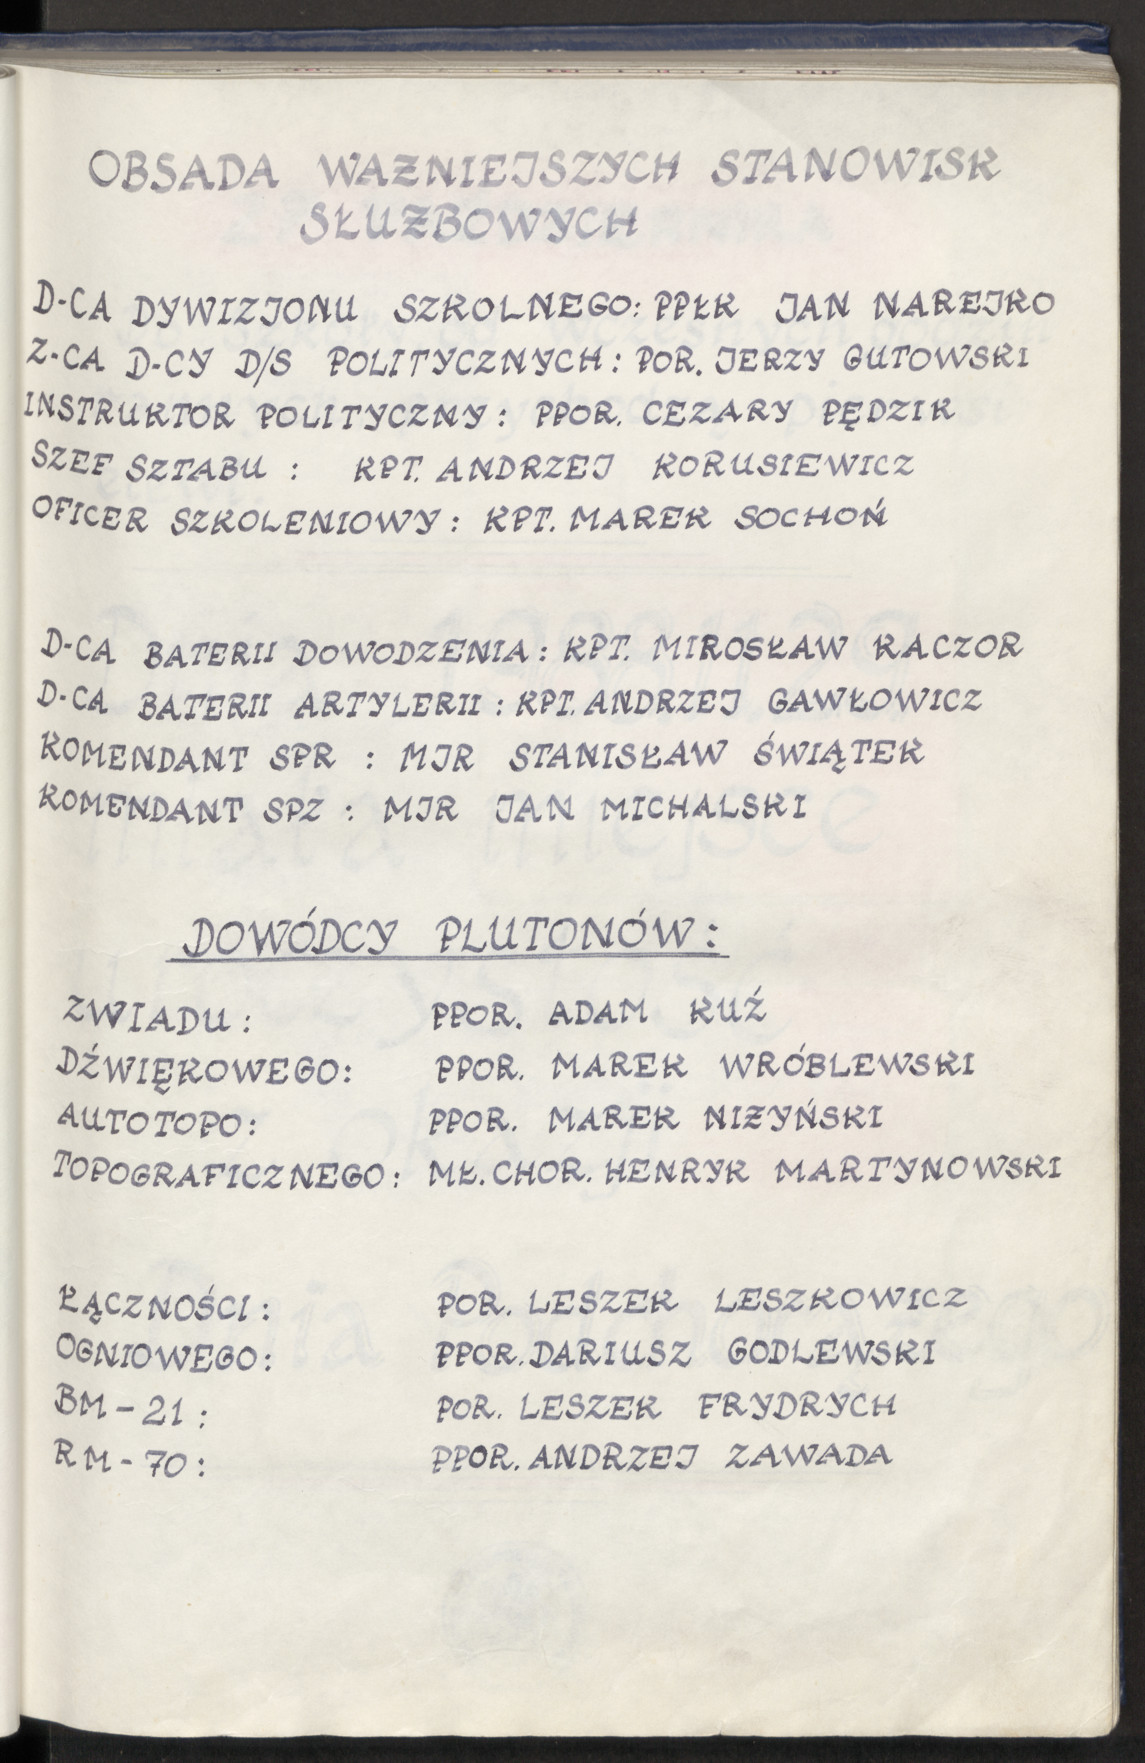 OBSADA WAŻNIEJSZYCH STANOWISK
SŁUŻBOWYCH
D-CA DYWIZJONU SZKOLNEGO: PPŁK JAN NAREJKO
Z-CA D-CY D/S POLITYCZNYCH: POR. JERZY GUTOWSKI
INSTRUKTOR POLITYCZNY: PPOR. CEZARY PĘDZIK
SZEF SZTABU : KPT. ANDRZEJ KORUSIEWICZ
OFICER SZKOLENIOWY: KPT. MAREK SOCHOŃ
D-CA BATERII DOWODZENIA: KPT. MIROSŁAW KACZOR
D-CA BATERII ARTYLERII: KPT. ANDRZEJ GAWŁOWICZ
KOMENDANT SPR : MJR STANISŁAW ŚWIĄTEK
KOMENDANT SPZ : MJR JAN MICHALSKI
DOWÓDCY PLUTONÓW:
ZWIADU: PPOR. ADAM KUŹ
DŹWIĘKOWEGO: PPOR. MAREK WRÓBLEWSKI
AUTOTOPO: PPOR. MAREK NIŻYŃSKI
TOPOGRAFICZNEGO: MŁ. CHOR. HENRYK MARTYNOWSKI
ŁĄCZNOŚCI: POR. LESZEK LESZKOWICZ
OGNIOWEGO: PPOR. DARIUSZ GODLEWSKI
BM-21: POR. LESZEK FRYDRYCH
RM-70: PPOR. ANDRZEJ ZAWADA